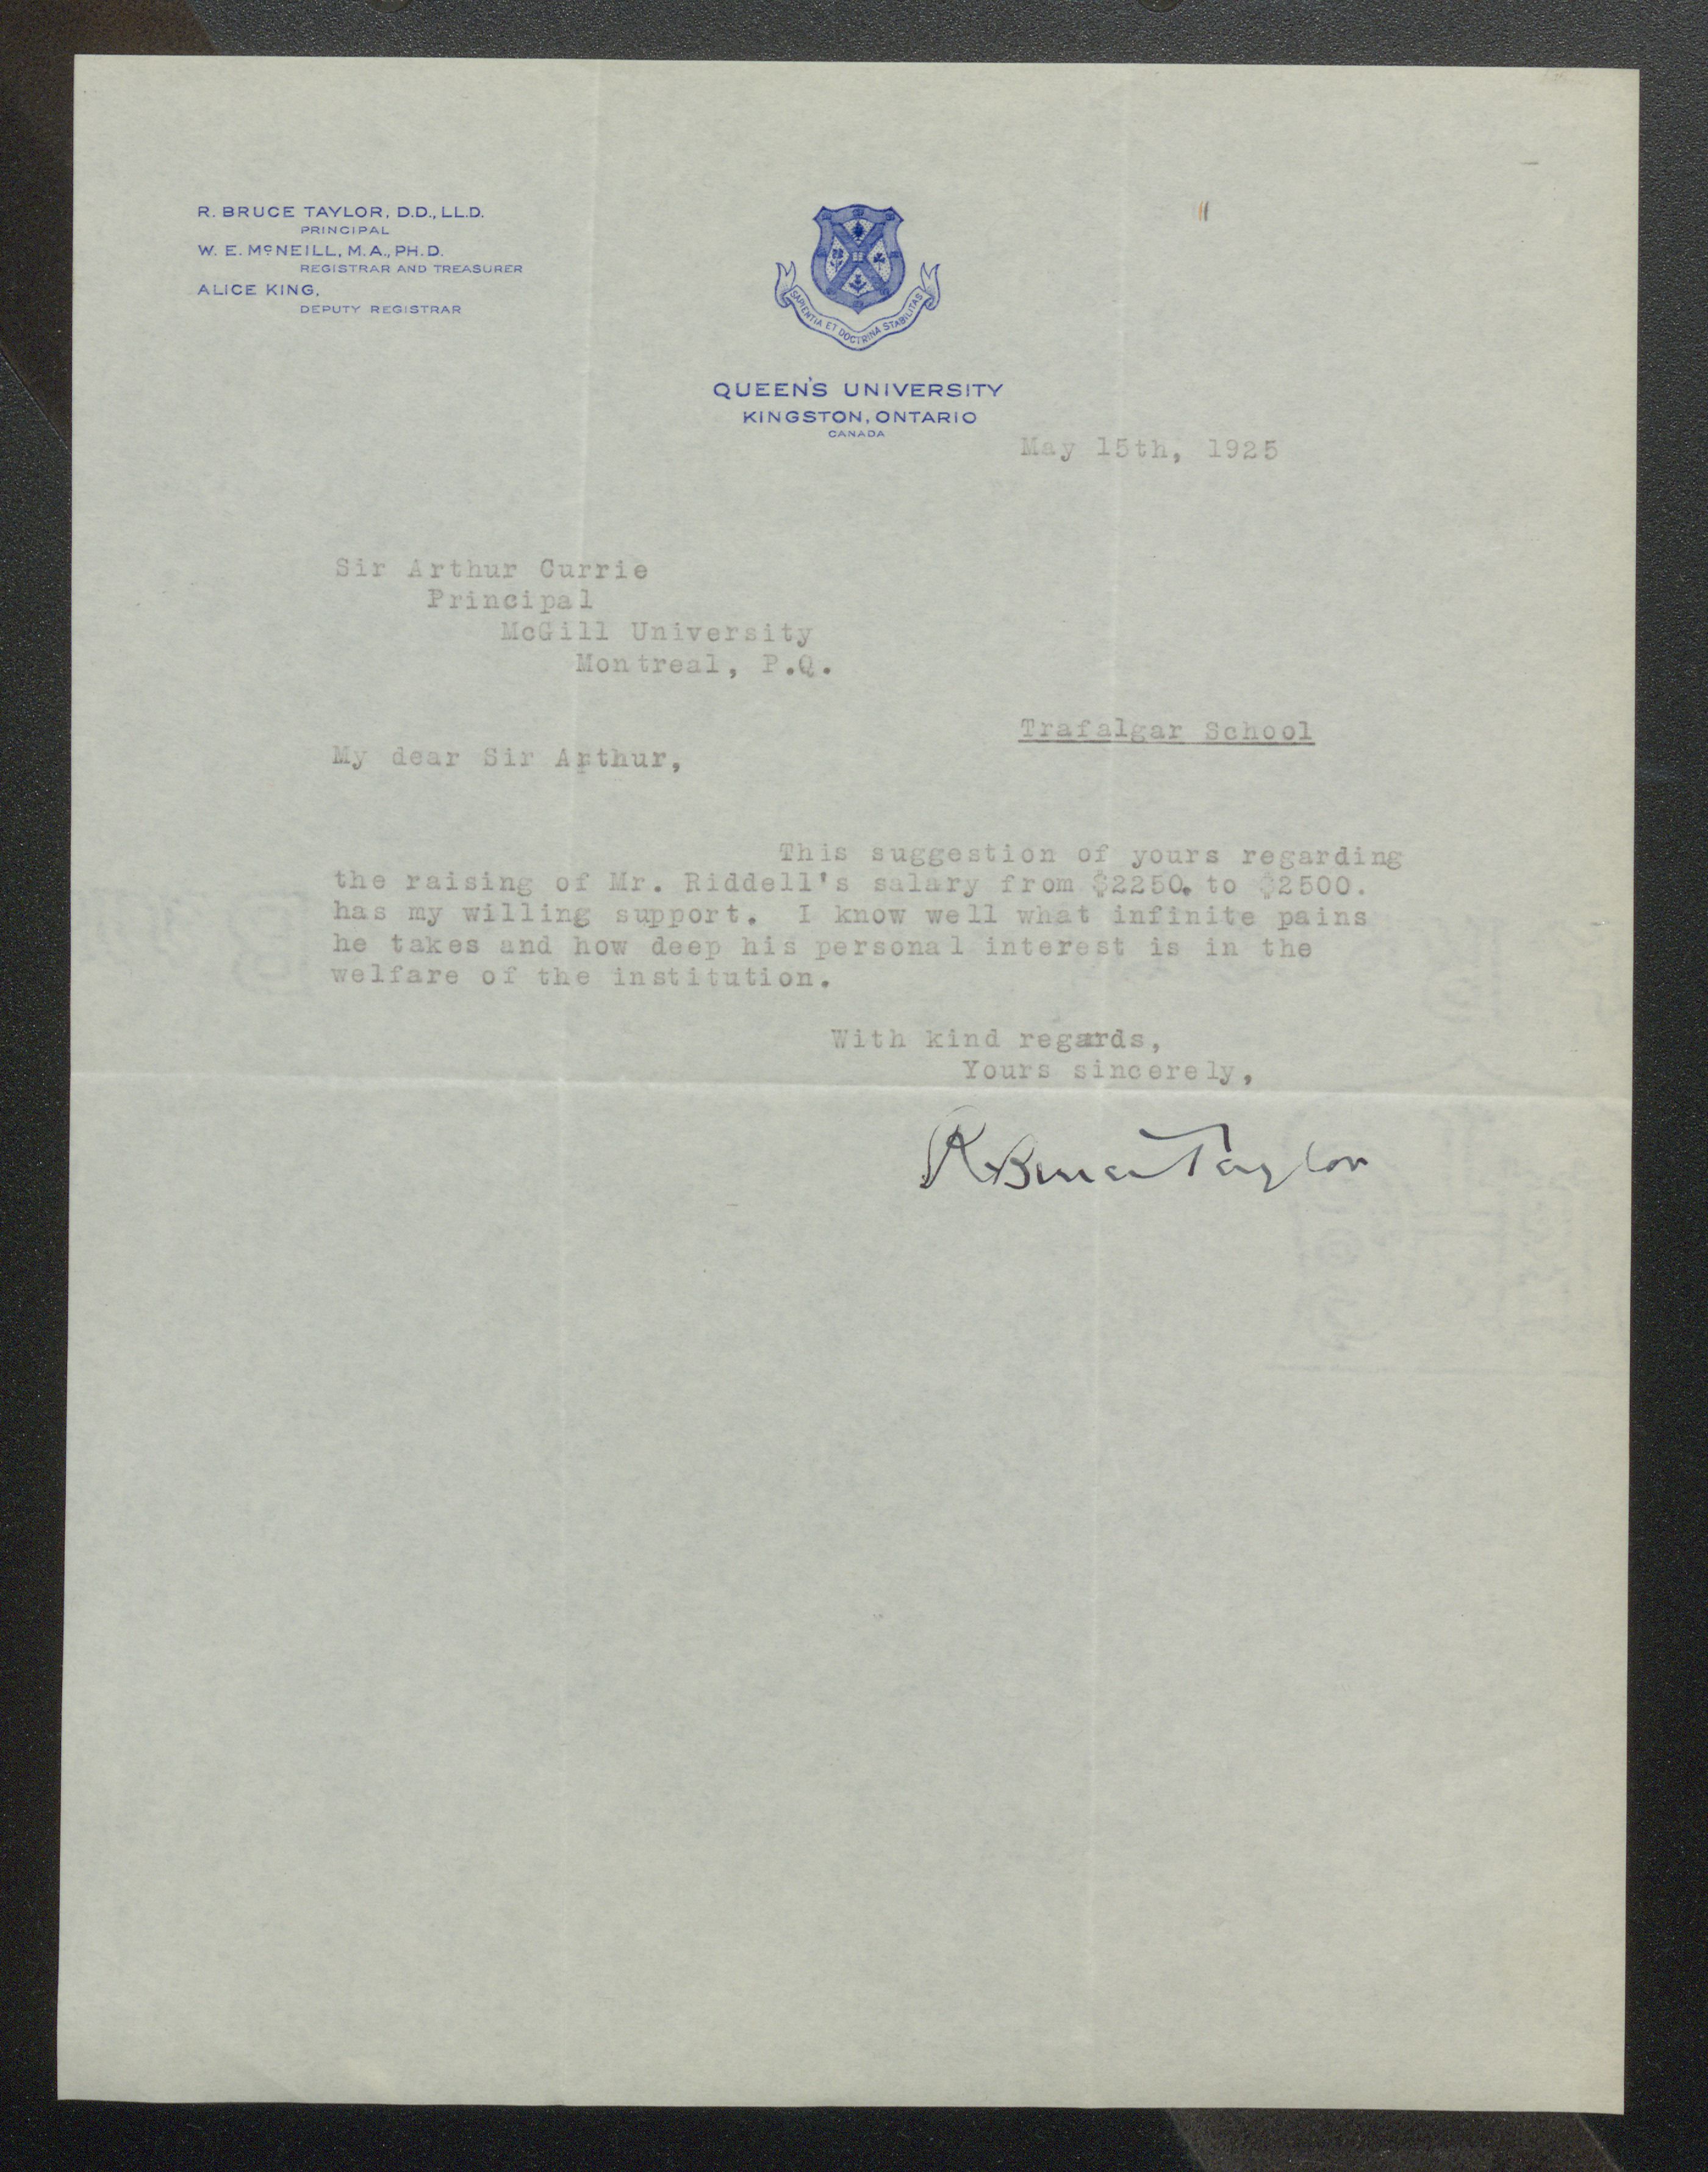 R. BRUCE TAYLOR, D.D., LL.D.
PRINCIPAL
W. E. McNEILL, M.A., PH.D.
REGISTRAR AND TREASURER
ALICE KING,
DEPUTY REGISTRAR
SAPIENTIA ET DOCTRINA STABILITAS
QUEEN'S UNIVERSITY
KINGSTON, ONTARIO
CANADA
May 15th, 1925
Sir Arthur Currie
Principal
McGill University
Montreal, P.Q.
Trafalgar School
My dear Sir Arthur,
This suggestion of yours regarding
the raising of Mr. Riddell's salary from $2250. to $2500.
has my willing support. I know well what infinite pains
he takes and how deep his personal interest is in the
welfare of the institution.
With kind regards,
Yours sincerely,
R Bruce Taylor